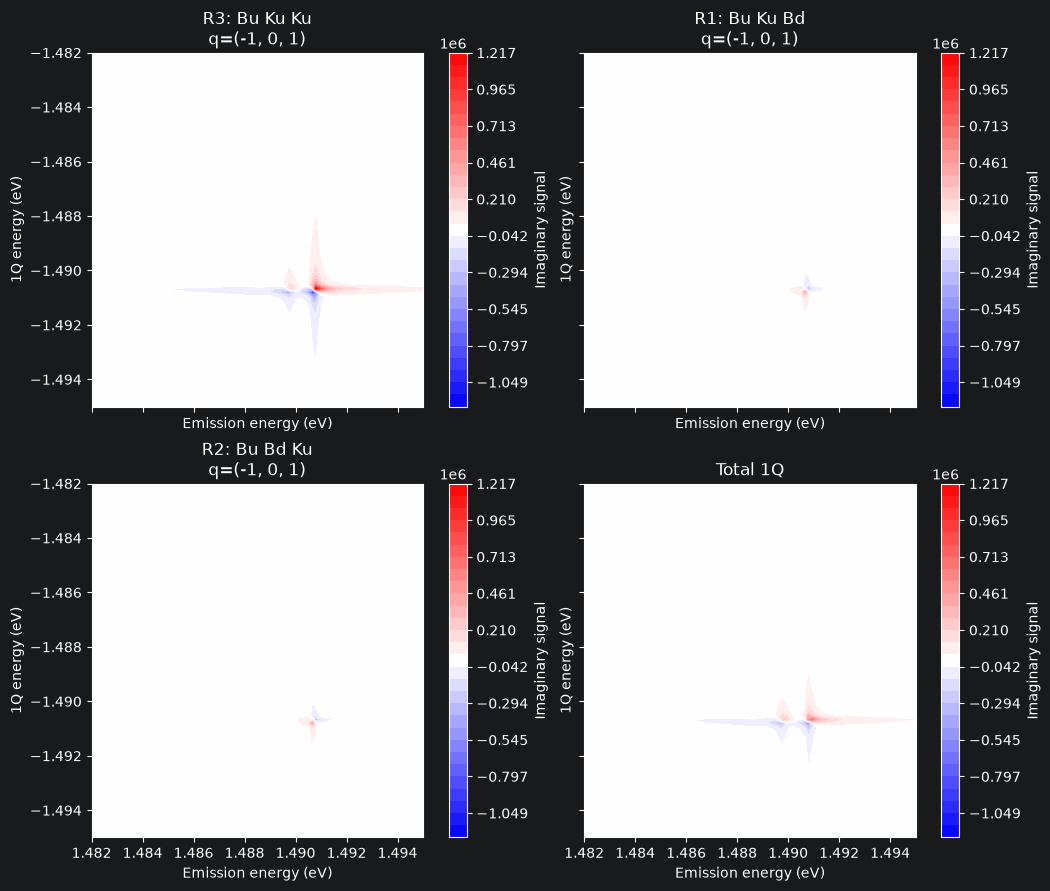 R3: Bu Ku Ku
q=(-1, 0, 1)
1e6
−1.482
−1.484
−1.486
−1.488
−1.490
−1.492
−1.494
1Q energy (eV)
Emission energy (eV)
1.217
0.965
0.713
0.461
0.210
−0.042
−0.294
−0.545
−0.797
−1.049
Imaginary signal
R1: Bu Ku Bd
q=(-1, 0, 1)
1e6
1Q energy (eV)
Emission energy (eV)
1.217
0.965
0.713
0.461
0.210
−0.042
−0.294
−0.545
−0.797
−1.049
Imaginary signal
R2: Bu Bd Ku
q=(-1, 0, 1)
1e6
−1.482
−1.484
−1.486
−1.488
−1.490
−1.492
−1.494
1Q energy (eV)
1.482 1.484 1.486 1.488 1.490 1.492 1.494
Emission energy (eV)
1.217
0.965
0.713
0.461
0.210
−0.042
−0.294
−0.545
−0.797
−1.049
Imaginary signal
Total 1Q
1e6
1Q energy (eV)
1.482 1.484 1.486 1.488 1.490 1.492 1.494
Emission energy (eV)
1.217
0.965
0.713
0.461
0.210
−0.042
−0.294
−0.545
−0.797
−1.049
Imaginary signal